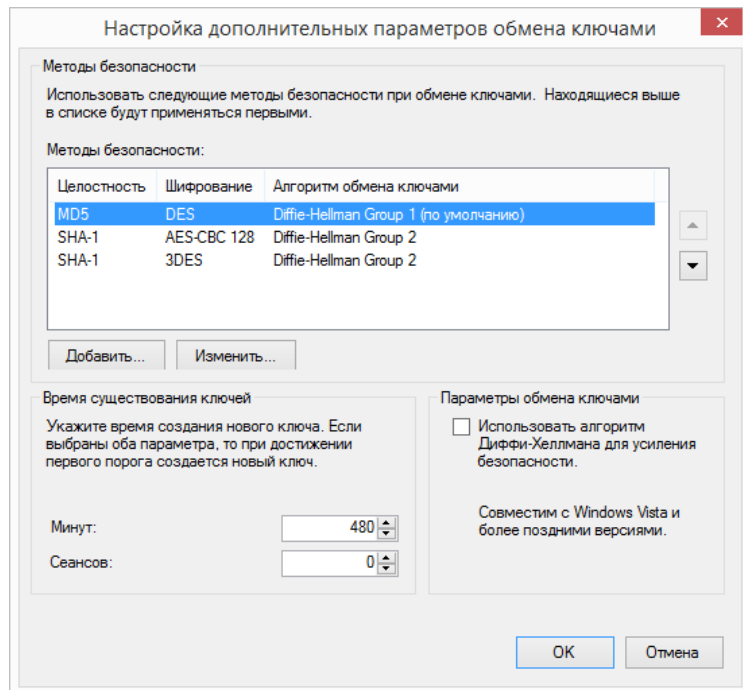 Настройка дополнительных параметров обмена ключами
Методы безопасности
Использовать следующие методы безопасности при обмене ключами. Находящиеся выше
в списке будут применяться первыми.
Методы безопасности:
Целостность Шифрование Алгоритм обмена ключами
MD5 DES Diffie-Hellman Group 1 (по умолчанию)
SHA-1 AES-CBC 128 Diffie-Hellman Group 2
SHA-1 3DES Diffie-Hellman Group 2
Добавить... Изменить...
Время существования ключей
Укажите время создания нового ключа. Если
выбраны оба параметра, то при достижении
первого порога создается новый ключ.
Минут: 480
Сеансов: 0
Параметры обмена ключами
Использовать алгоритм
Диффи-Хеллмана для усиления
безопасности.
Совместим с Windows Vista и
более поздними версиями.
OK Отмена